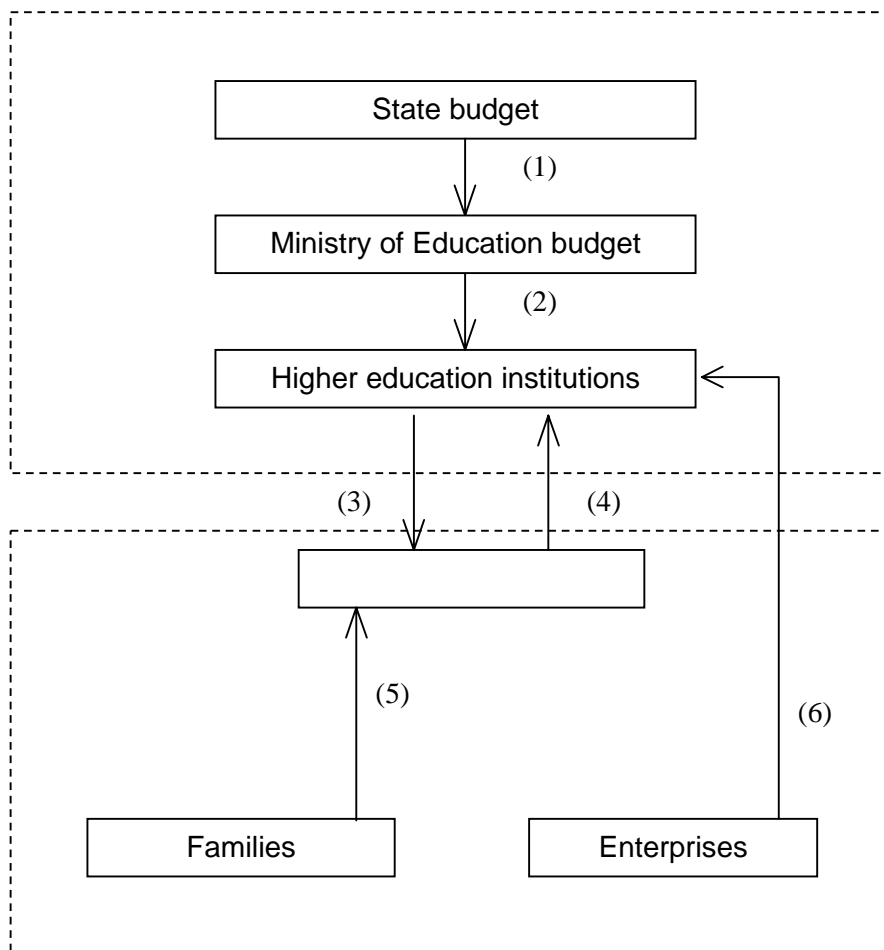 State budget
(1)
Ministry of Education budget
(2)
Higher education institutions
(3)
(4)
(5)
(6)
Families
Enterprises